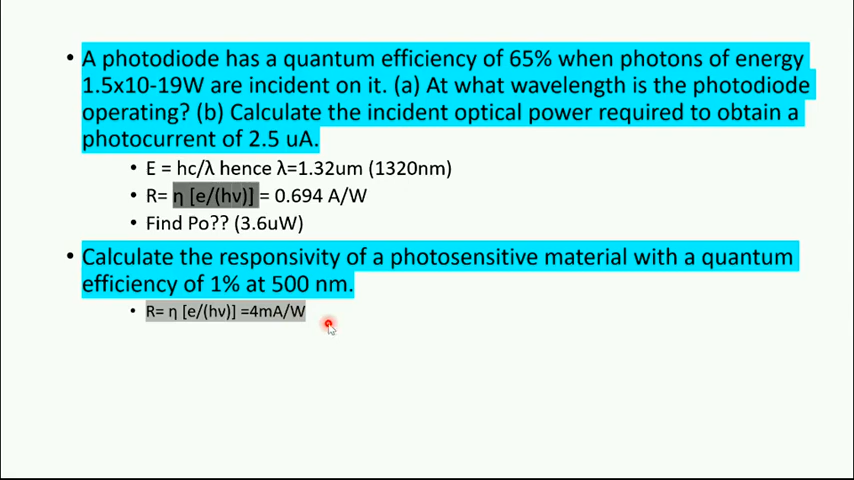 • A photodiode has a quantum efficiency of 65% when photons of energy
1.5x10-19W are incident on it. (a) At what wavelength is the photodiode
operating? (b) Calculate the incident optical power required to obtain a
photocurrent of 2.5 uA.
• E = hc/λ hence λ=1.32um (1320nm)
• R= η [e/(hν)] = 0.694 A/W
• Find Po?? (3.6uW)
• Calculate the responsivity of a photosensitive material with a quantum
efficiency of 1% at 500 nm.
• R= η [e/(hν)] =4mA/W